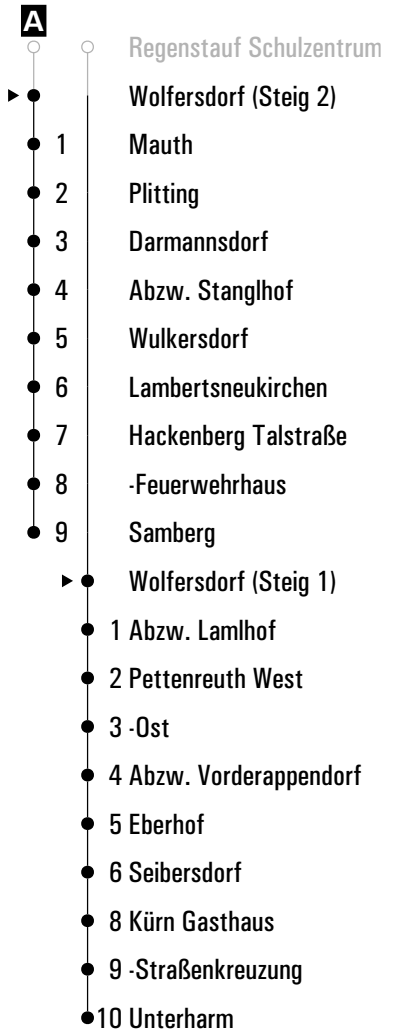 A
Regenstauf Schulzentrum
Wolfersdorf (Steig 2)
1 Mauth
2 Plitting
3 Darmannsdorf
4 Abzw. Stanglhof
5 Wulkersdorf
6 Lambertsneukirchen
7 Hackenberg Talstraße
8 -Feuerwehrhaus
9 Samberg
Wolfersdorf (Steig 1)
1 Abzw. Lamlhof
2 Pettenreuth West
3 -Ost
4 Abzw. Vorderappendorf
5 Eberhof
6 Seibersdorf
8 Kürn Gasthaus
9 -Straßenkreuzung
10 Unterharm